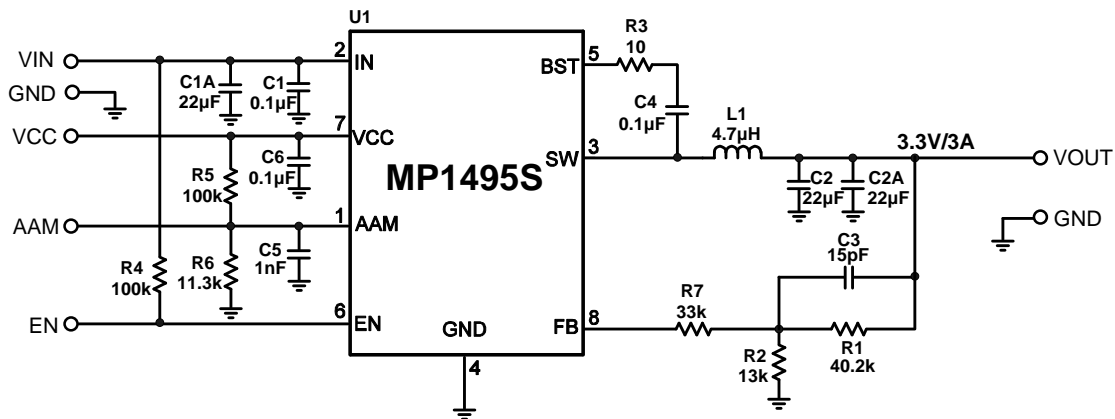 U1
VIN
GND
VCC
AAM
EN
C1A
22µF
C1
0.1µF
R5
100k
C6
0.1µF
R4
100k
R6
11.3k
C5
1nF
2
IN
7
VCC
1
AAM
6
EN
MP1495S
GND
4
BST
5
SW
3
FB
8
R3
10
C4
0.1µF
L1
4.7µH
3.3V/3A
VOUT
GND
C2
22µF
C2A
22µF
C3
15pF
R7
33k
R2
13k
R1
40.2k